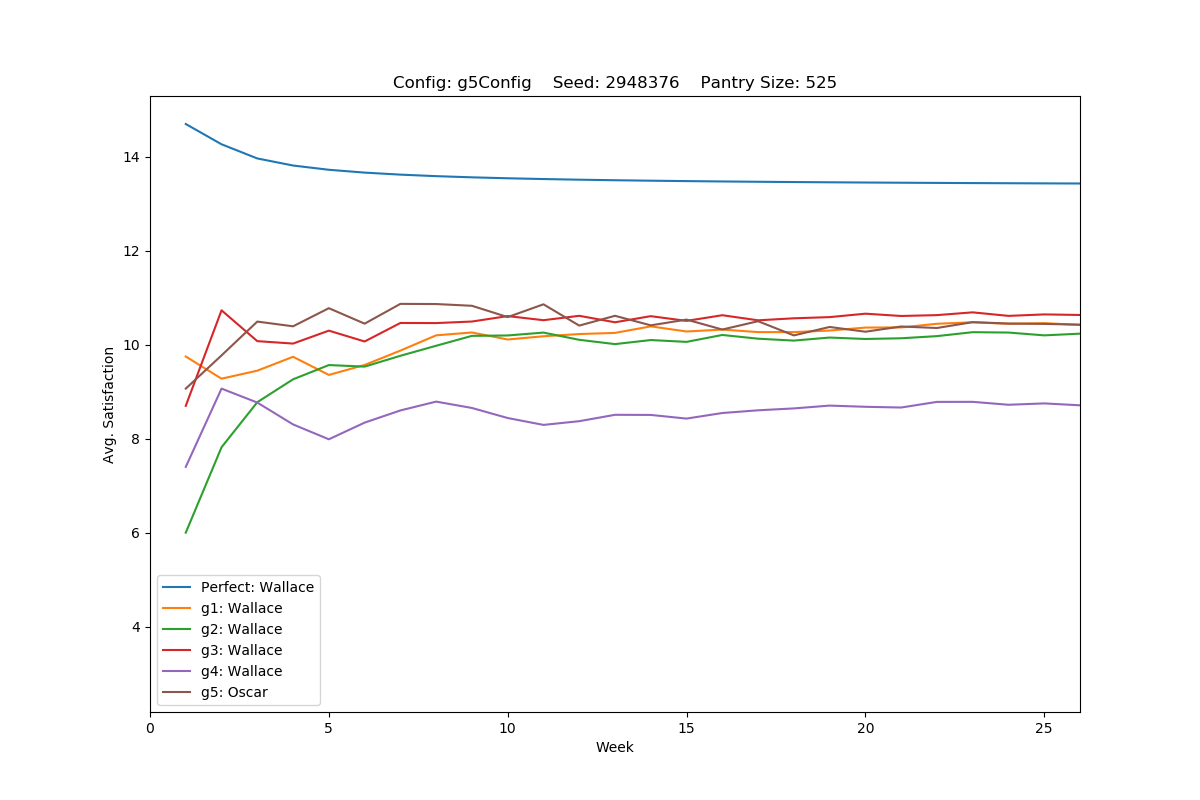 Config: g5Config    Seed: 2948376    Pantry Size: 525
14
12
10
8
6
4
Avg. Satisfaction
Perfect: Wallace
g1: Wallace
g2: Wallace
g3: Wallace
g4: Wallace
g5: Oscar
0 5 10 15 20 25
Week